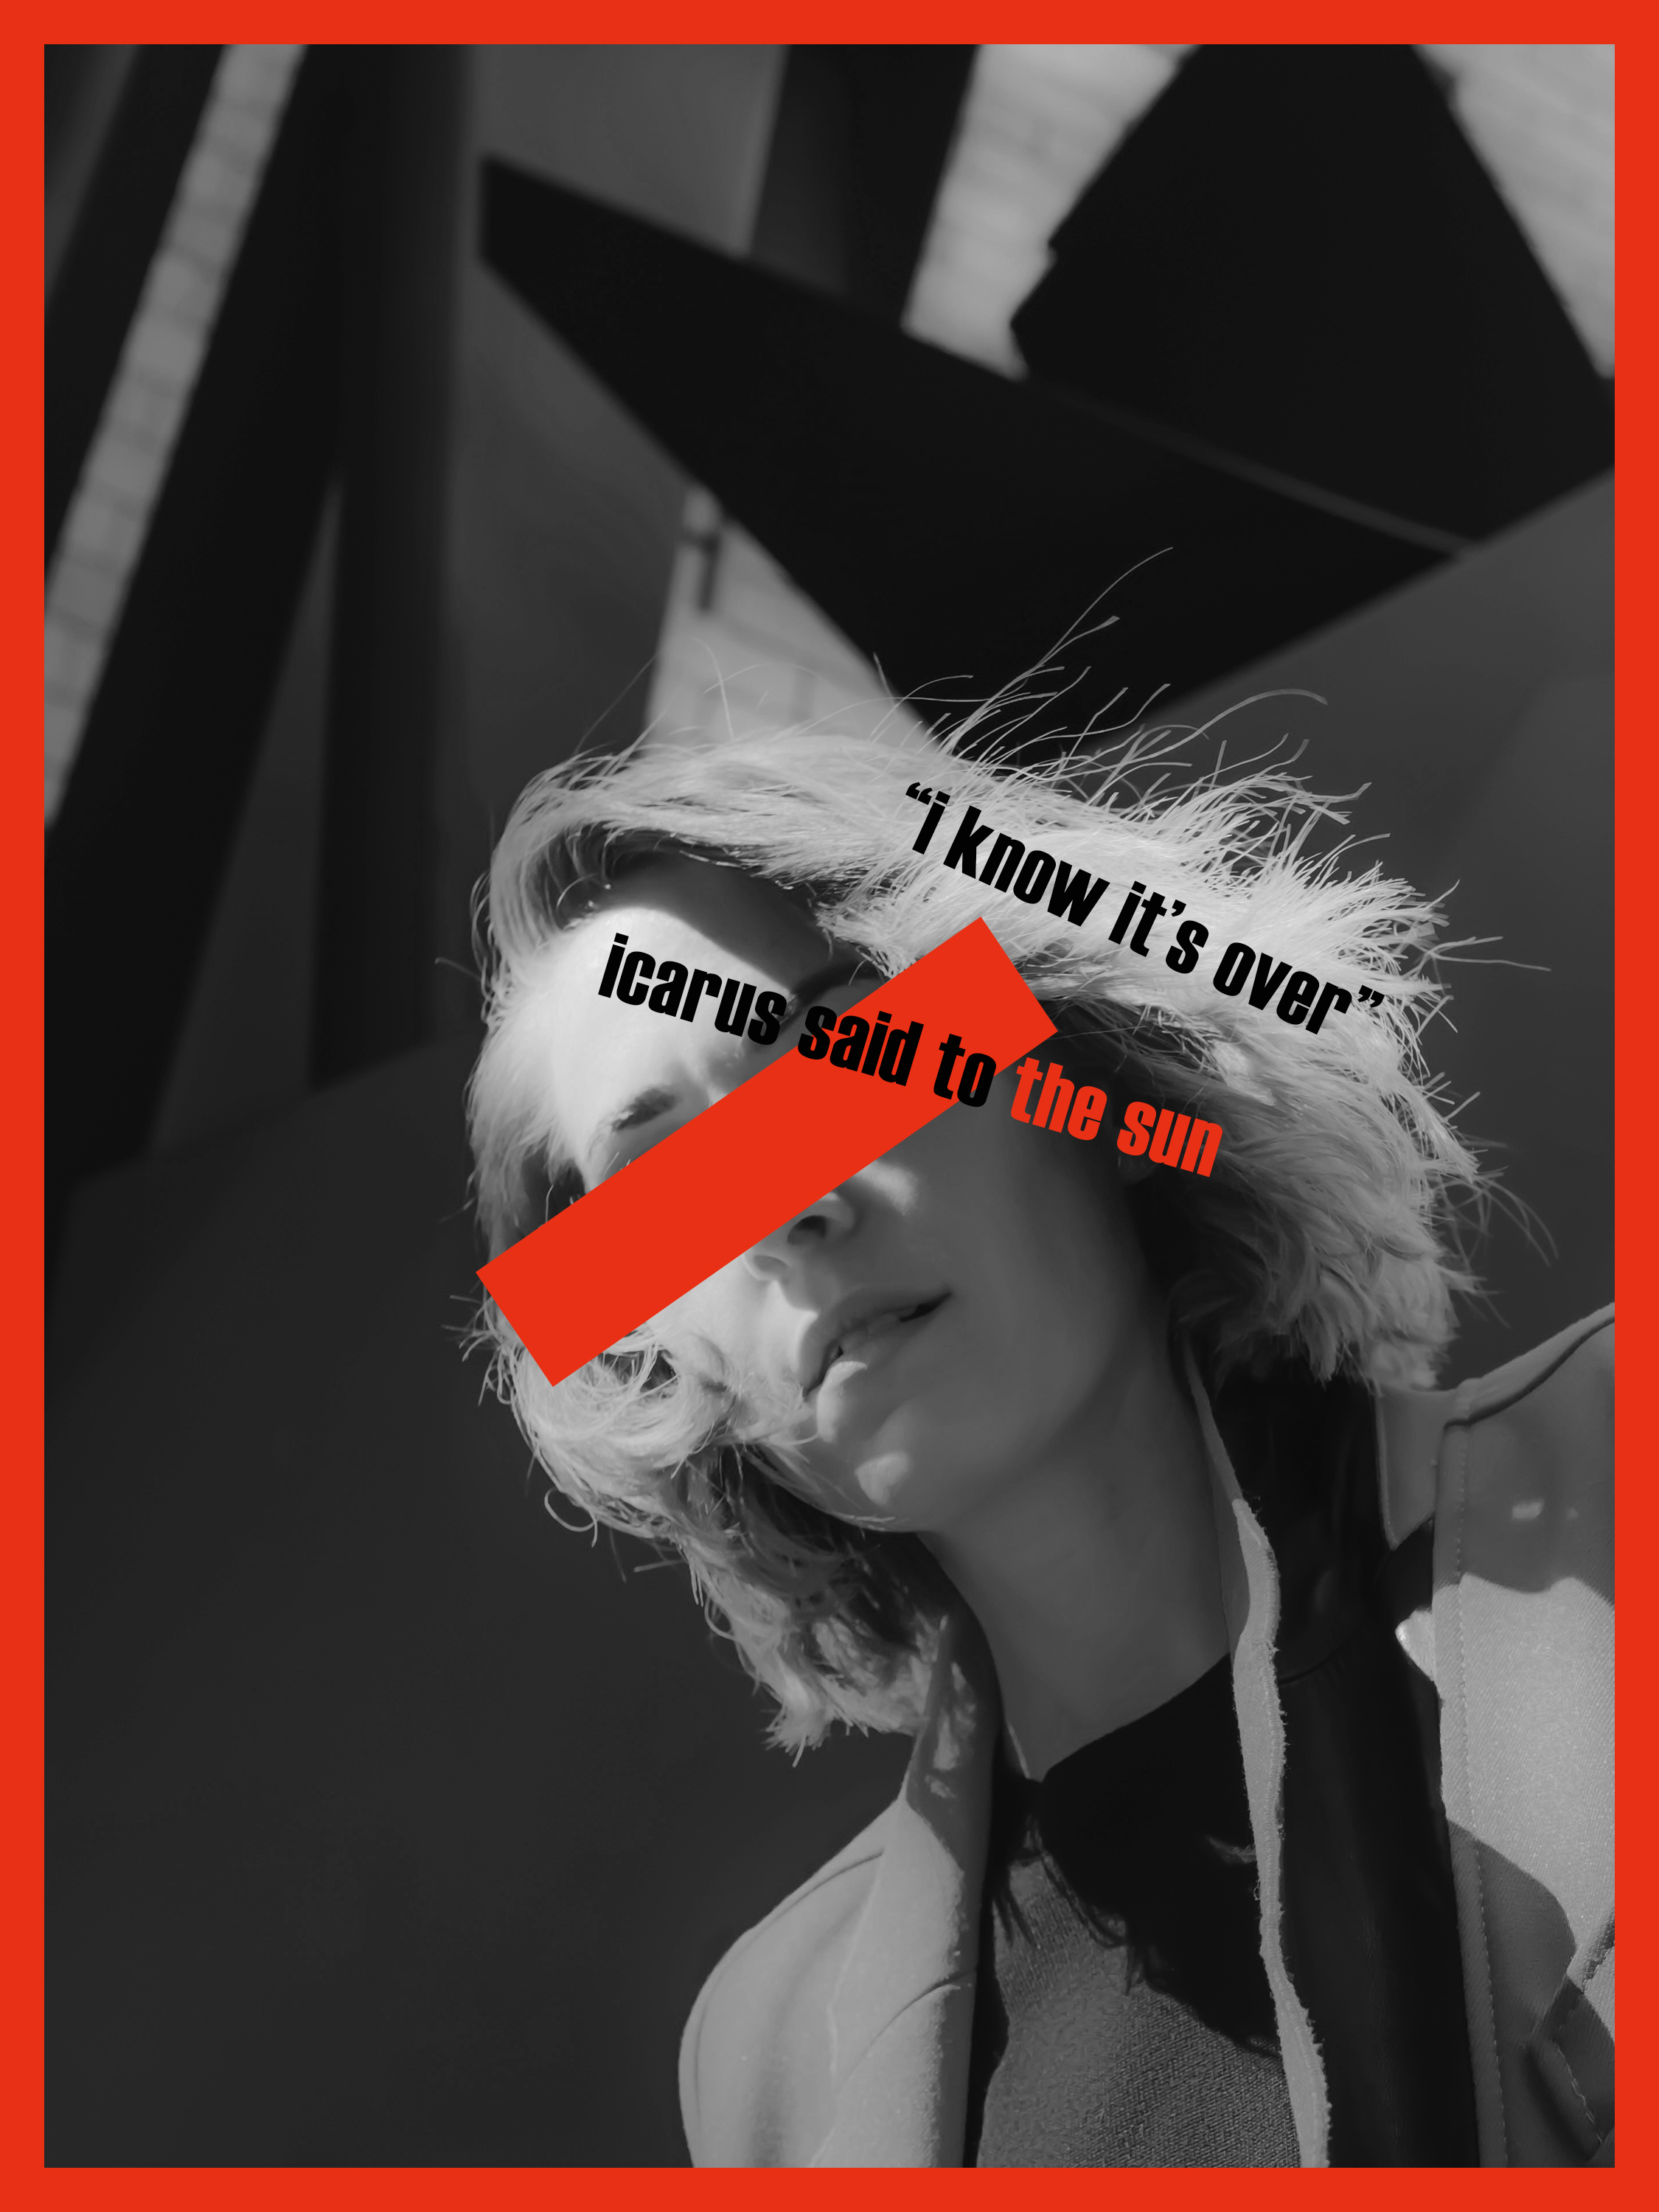 “i know it’s over”
icarus said to the sun